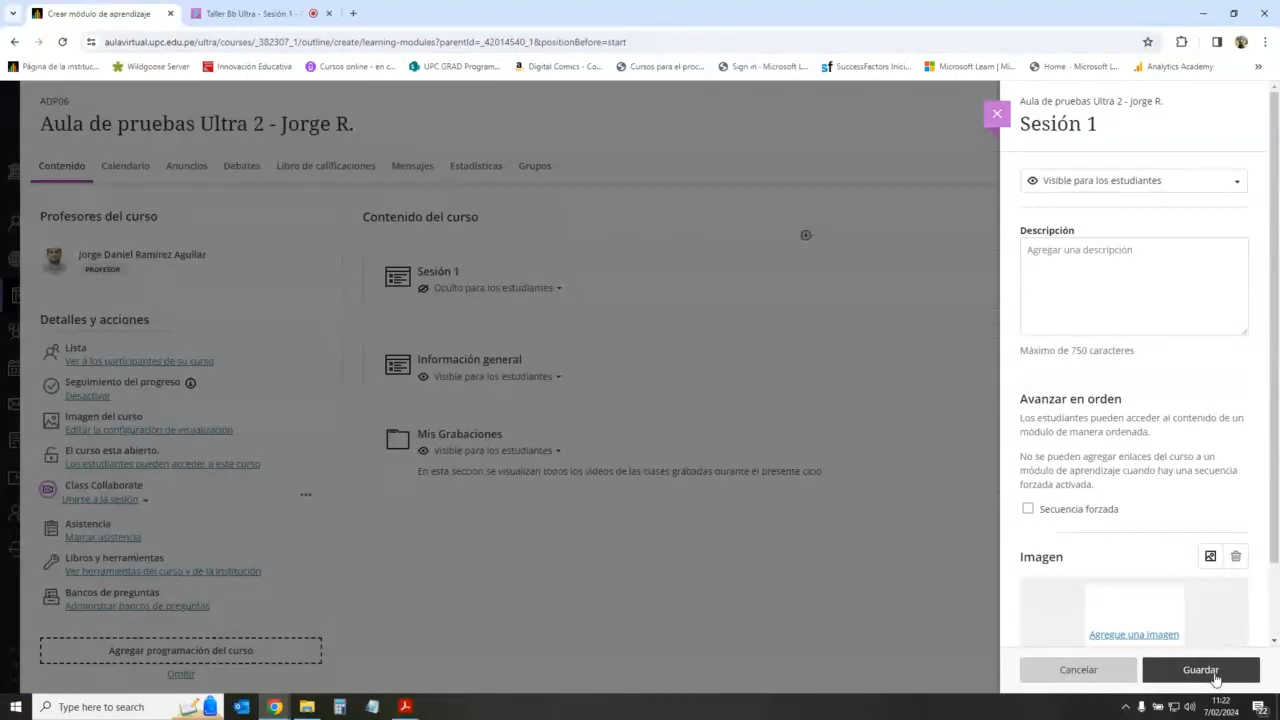 Crear módulo de aprendizaje
Taller Bb Ultra - Sesión 1 -
aulavirtual.upc.edu.pe/ultra/courses/_382307_1/outline/create/learning-modules?parentId=_42014540_1&positionBefore=start
Página de la instituc...
Wildgoose Server
Innovación Educativa
Cursos online - en c...
UPC GRAD Program...
Digital Comics - Co...
Cursos para el proc...
Sign in - Microsoft L...
SuccessFactors Inici...
Microsoft Learn | Mi...
Home - Microsoft L...
Analytics Academy
ADP06
Aula de pruebas Ultra 2 - Jorge R.
Contenido
Calendario
Anuncios
Debates
Libro de calificaciones
Mensajes
Estadísticas
Grupos
Profesores del curso
Jorge Daniel Ramirez Aguilar
PROFESOR
Detalles y acciones
Lista
Ver a los participantes de su curso
Seguimiento del progreso
Desactivar
Imagen del curso
Editar la configuración de visualización
El curso esta abierto.
Los estudiantes pueden acceder a este curso
Class Collaborate
Unirse a la sesión
Asistencia
Marcar asistencia
Libros y herramientas
Ver herramientas del curso y de la institución
Bancos de preguntas
Administrar bancos de preguntas
Agregar programación del curso
Omitir
Contenido del curso
Sesión 1
Oculto para los estudiantes
Información general
Visible para los estudiantes
Mis Grabaciones
Visible para los estudiantes
En esta sección se visualizan todos los videos de las clases grabadas durante el presente ciclo
Aula de pruebas Ultra 2 - Jorge R.
Sesión 1
Visible para los estudiantes
Descripción
Agregar una descripción
Máximo de 750 caracteres
Avanzar en orden
Los estudiantes pueden acceder al contenido de un
módulo de manera ordenada.
No se pueden agregar enlaces del curso a un
módulo de aprendizaje cuando hay una secuencia
forzada activada.
Secuencia forzada
Imagen
Agregue una imagen
Cancelar
Guardar
Type here to search
11:22
7/02/2024
22